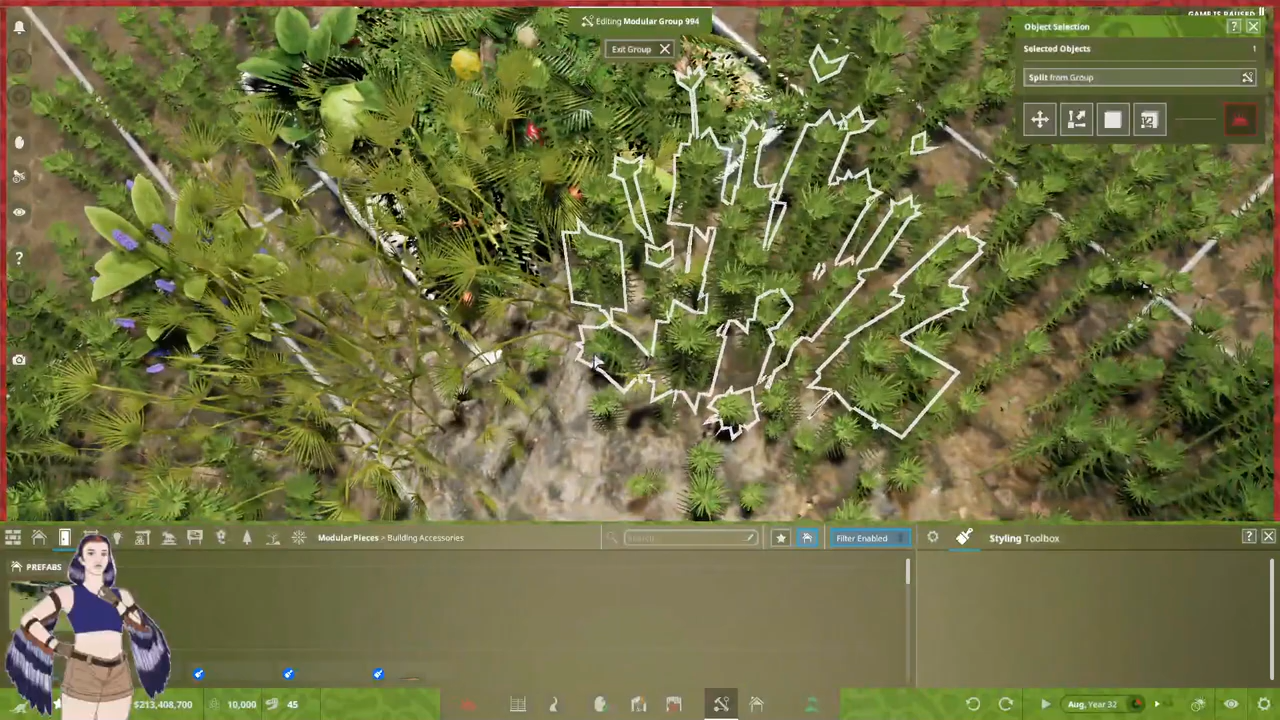 Editing Modular Group 994
GAME IS PAUSED
Exit Group
Object Selection
?
Selected Objects 1
Split from Group
?
Modular Pieces > Building Accessories
Search...
Filter Enabled
Styling Toolbox
?
PREFABS
$213,408,700
10,000
45
Aug, Year 32